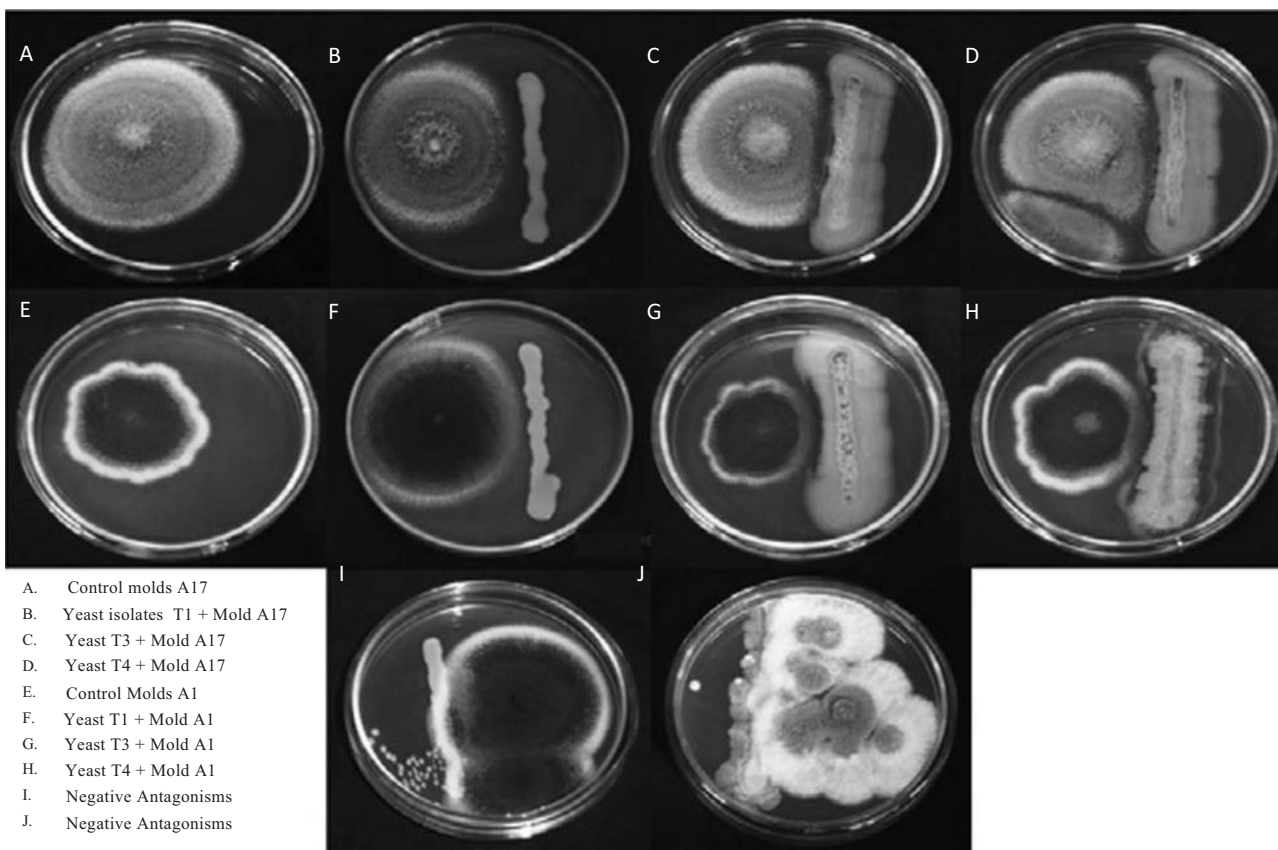 A
B
C
D
E
F
G
H
A. Control molds A17
B. Yeast isolates T1 + Mold A17
C. Yeast T3 + Mold A17
D. Yeast T4 + Mold A17
E. Control Molds A1
F. Yeast T1 + Mold A1
G. Yeast T3 + Mold A1
H. Yeast T4 + Mold A1
I. Negative Antagonisms
J. Negative Antagonisms
I
J